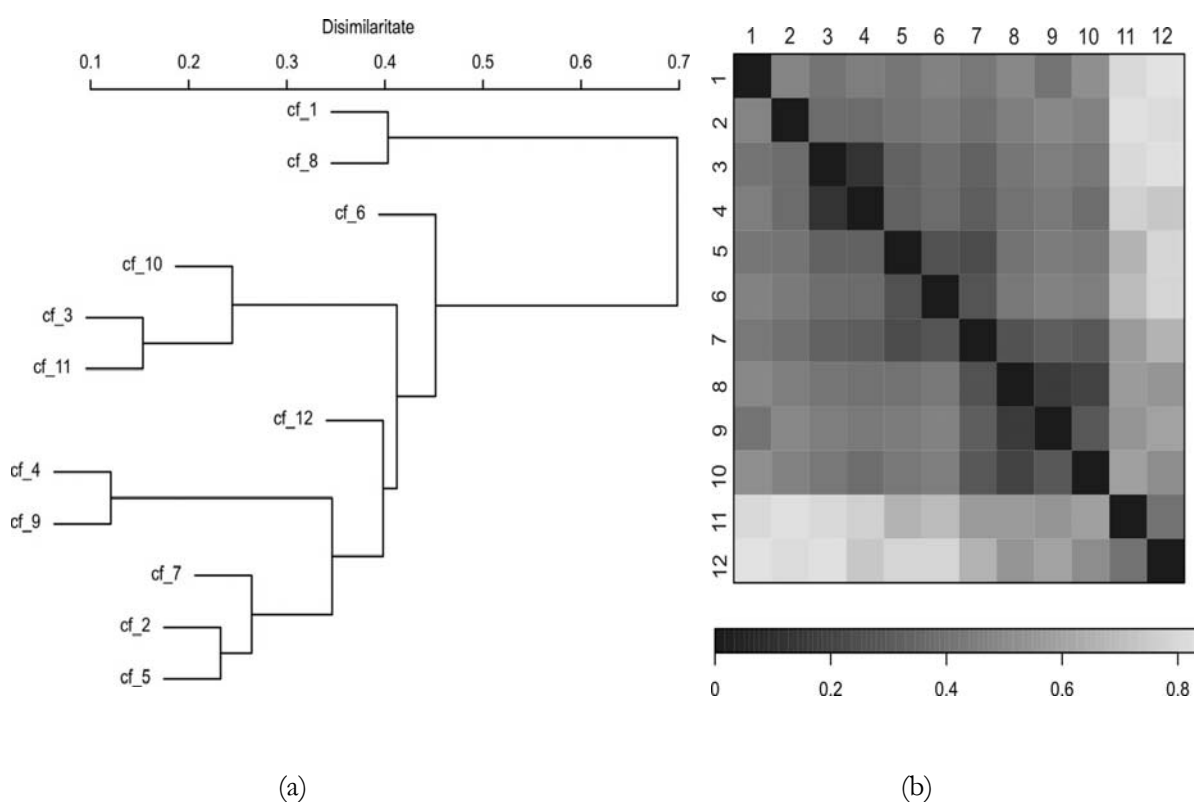 Disimilaritate
0.1 0.2 0.3 0.4 0.5 0.6 0.7
cf_1
cf_8
cf_6
cf_10
cf_3
cf_11
cf_12
cf_4
cf_9
cf_7
cf_2
cf_5
(a)
1 2 3 4 5 6 7 8 9 10 11 12
1
2
3
4
5
6
7
8
9
10
11
12
0 0.2 0.4 0.6 0.8
(b)